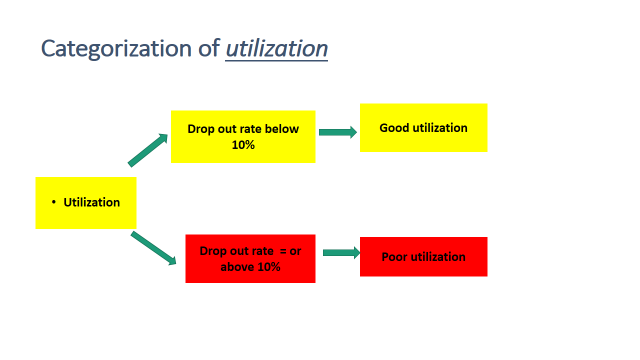 Categorization of utilization
Drop out rate below
10%
Good utilization
• Utilization
Drop out rate = or
above 10%
Poor utilization